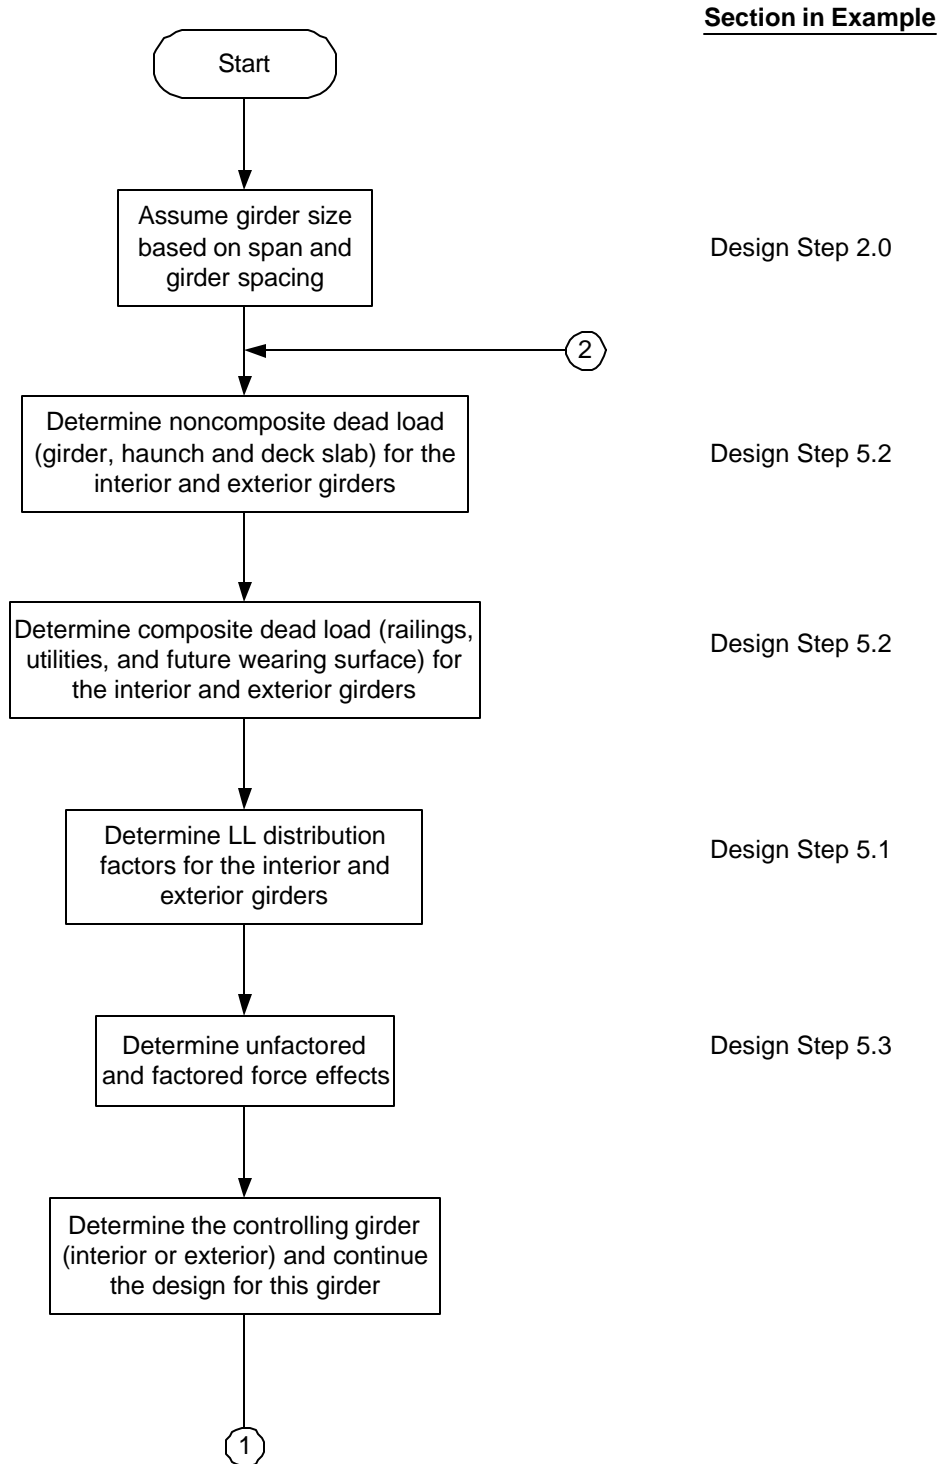 Section in Example
Start
Assume girder size
based on span and
girder spacing
Design Step 2.0
2
Determine noncomposite dead load
(girder, haunch and deck slab) for the
interior and exterior girders
Design Step 5.2
Determine composite dead load (railings,
utilities, and future wearing surface) for
the interior and exterior girders
Design Step 5.2
Determine LL distribution
factors for the interior and
exterior girders
Design Step 5.1
Determine unfactored
and factored force effects
Design Step 5.3
Determine the controlling girder
(interior or exterior) and continue
the design for this girder
1